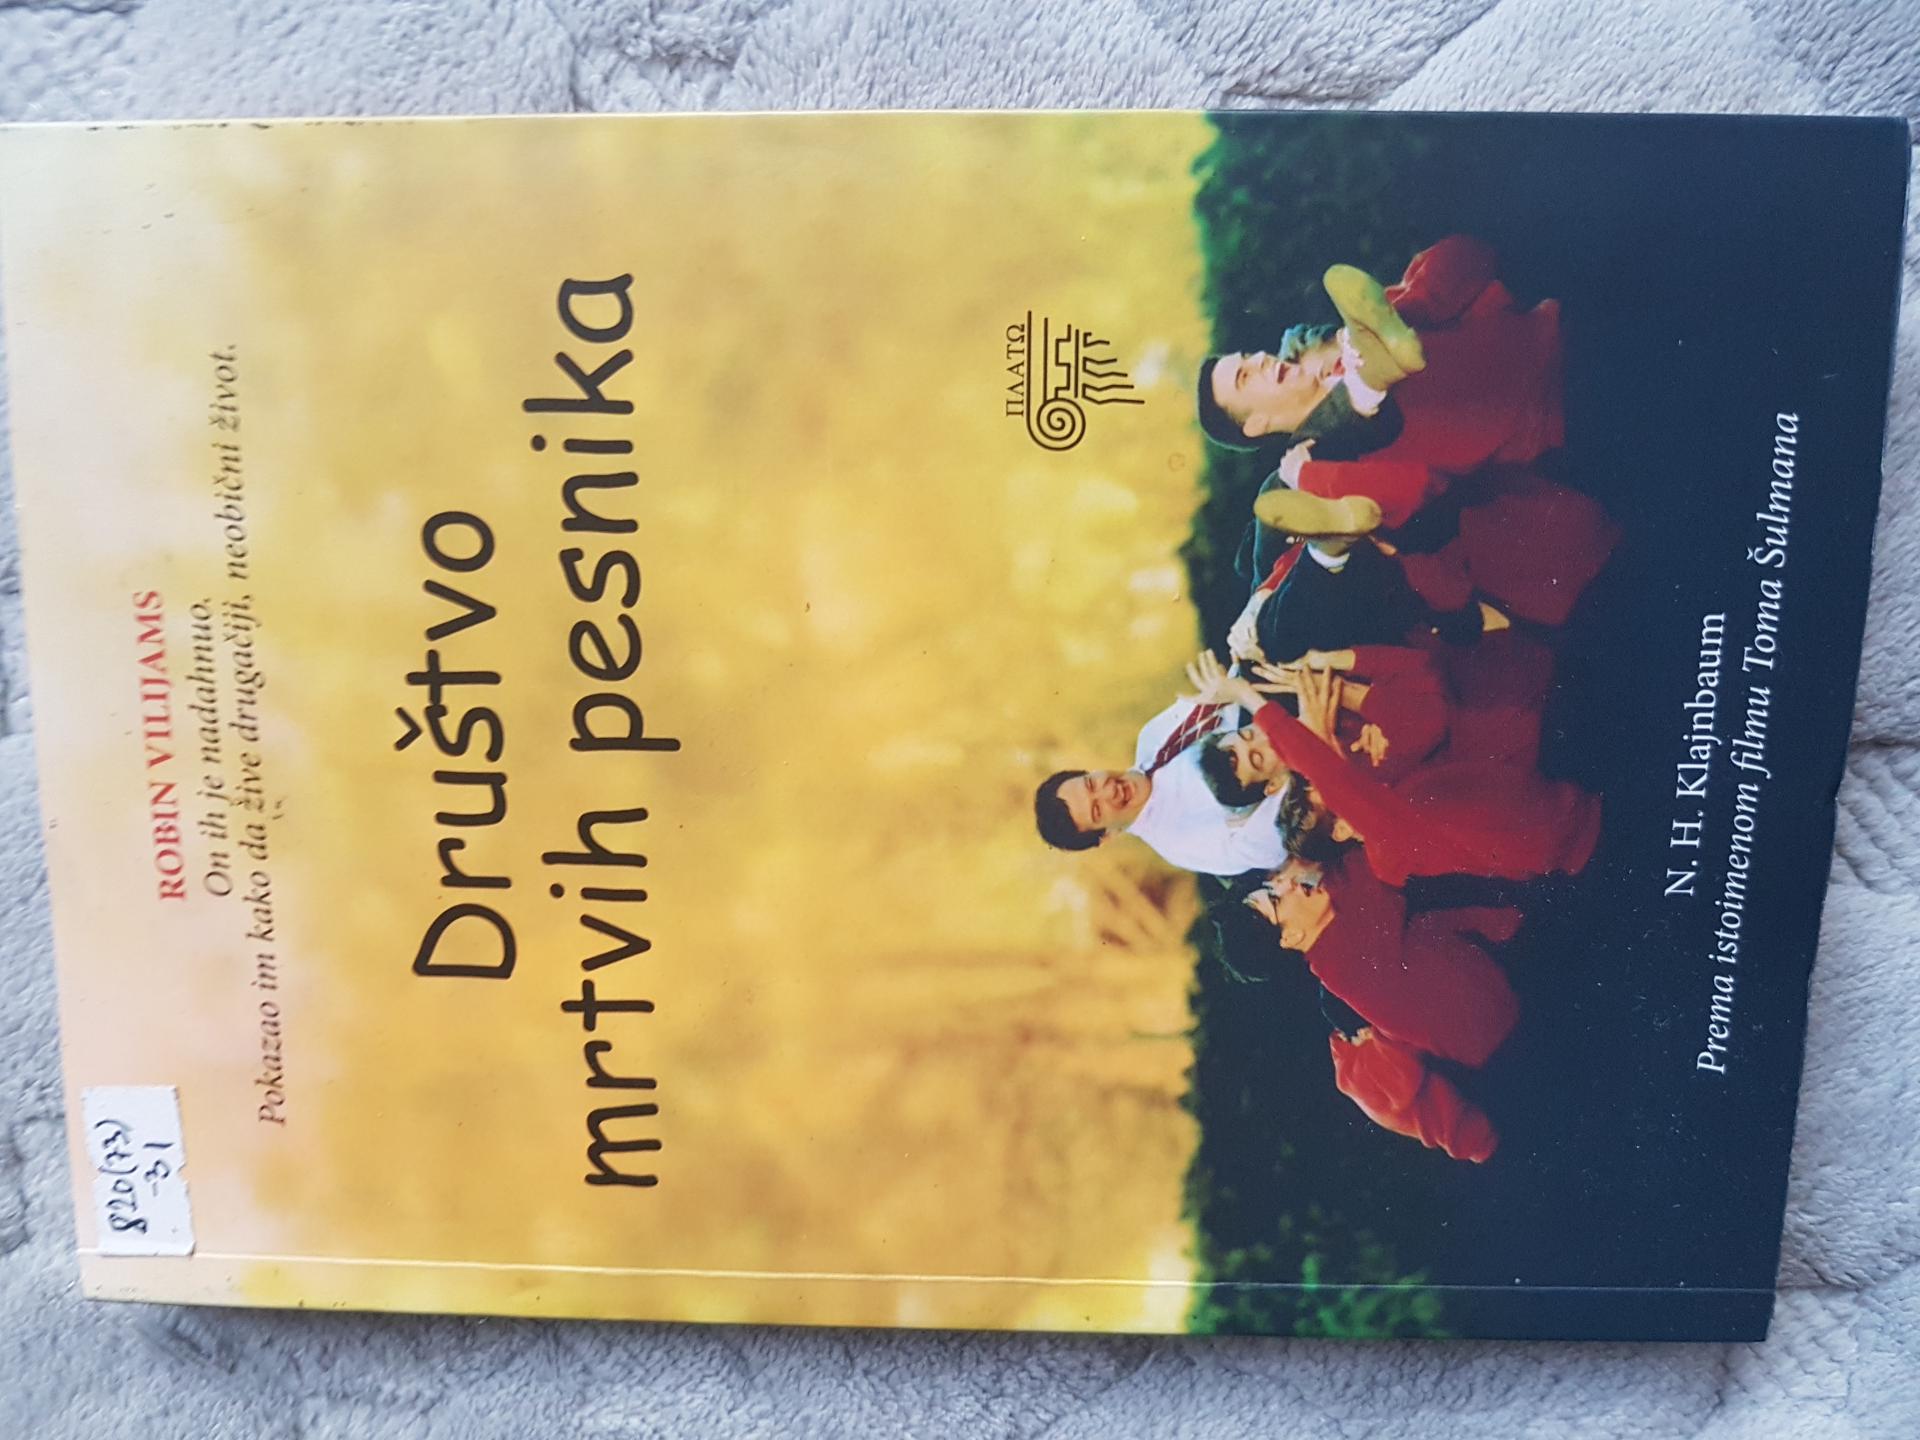 820(73)
-31
ROBIN VILIJAMS
On ih je nadahnuo.
Pokazao im kako da žive drugačiji, neobični život.
Društvo
mrtvih pesnika
ΠΛΑΤΩ
N. H. Klajnbaum
Prema istoimenom filmu Toma Šulmana